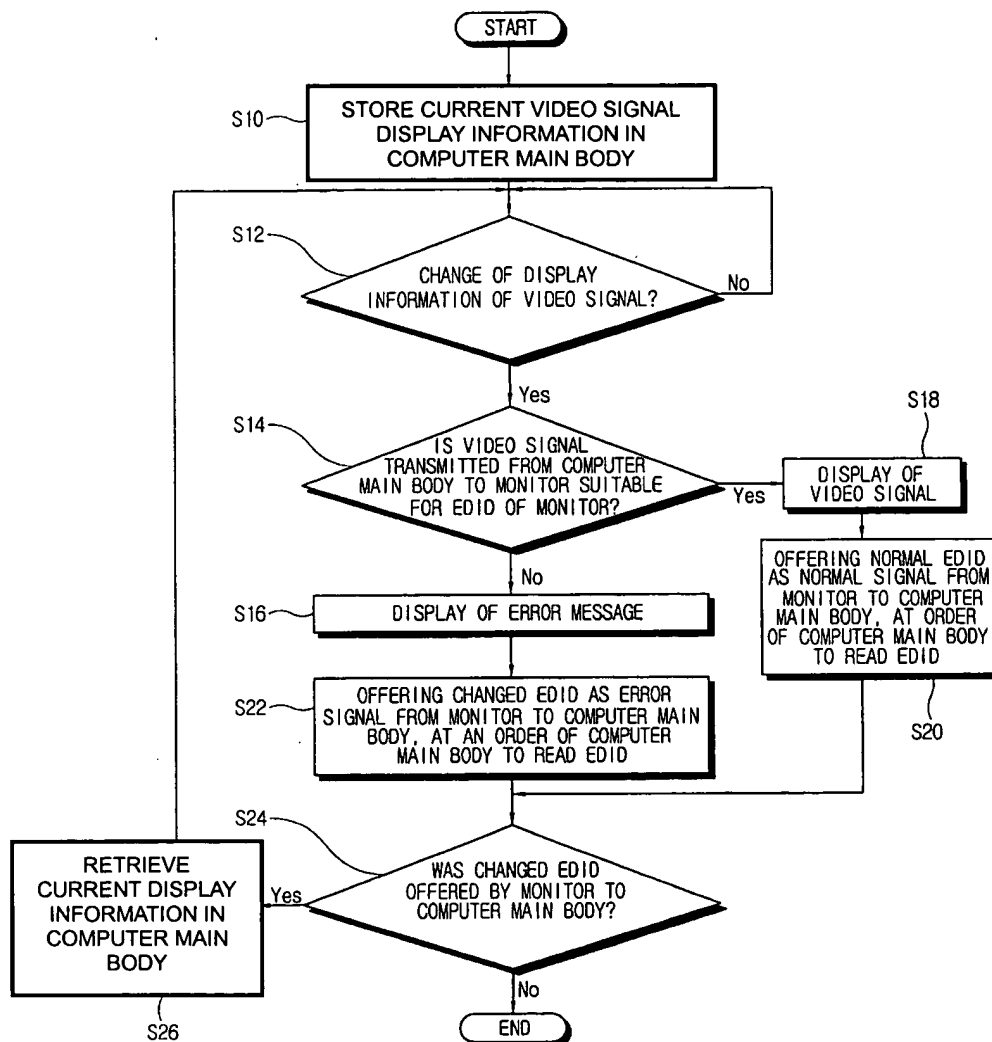 START
S10
STORE CURRENT VIDEO SIGNAL
DISPLAY INFORMATION IN
COMPUTER MAIN BODY
S12
CHANGE OF DISPLAY
INFORMATION OF VIDEO SIGNAL?
No
Yes
S14
IS VIDEO SIGNAL
TRANSMITTED FROM COMPUTER
MAIN BODY TO MONITOR SUITABLE
FOR EDID OF MONITOR?
Yes
S18
DISPLAY OF
VIDEO SIGNAL
OFFERING NORMAL EDID
AS NORMAL SIGNAL FROM
MONITOR TO COMPUTER
MAIN BODY, AT ORDER
OF COMPUTER MAIN BODY
TO READ EDID
S20
No
S16
DISPLAY OF ERROR MESSAGE
S22
OFFERING CHANGED EDID AS ERROR
SIGNAL FROM MONITOR TO COMPUTER MAIN
BODY, AT AN ORDER OF COMPUTER
MAIN BODY TO READ EDID
S24
WAS CHANGED EDID
OFFERED BY MONITOR TO
COMPUTER MAIN BODY?
Yes
RETRIEVE
CURRENT DISPLAY
INFORMATION IN
COMPUTER MAIN
BODY
S26
No
END